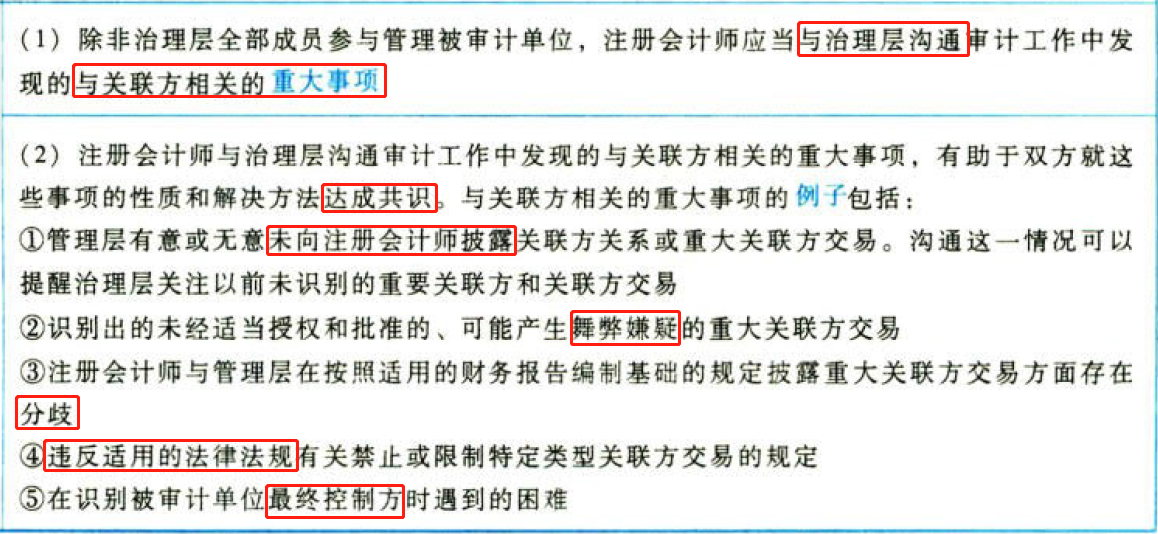 (1) 除非治理层全部成员参与管理被审计单位，注册会计师应当与治理层沟通审计工作中发
现的与关联方相关的重大事项
(2) 注册会计师与治理层沟通审计工作中发现的与关联方相关的重大事项，有助于双方就这
些事项的性质和解决方法达成共识。与关联方相关的重大事项的例子包括：
①管理层有意或无意未向注册会计师披露关联方关系或重大关联方交易。沟通这一情况可以
提醒治理层关注以前未识别的重要关联方和关联方交易
②识别出的未经适当授权和批准的、可能产生舞弊嫌疑的重大关联方交易
③注册会计师与管理层在按照适用的财务报告编制基础的规定披露重大关联方交易方面存在
分歧
④违反适用的法律法规有关禁止或限制特定类型关联方交易的规定
⑤在识别被审计单位最终控制方时遇到的困难